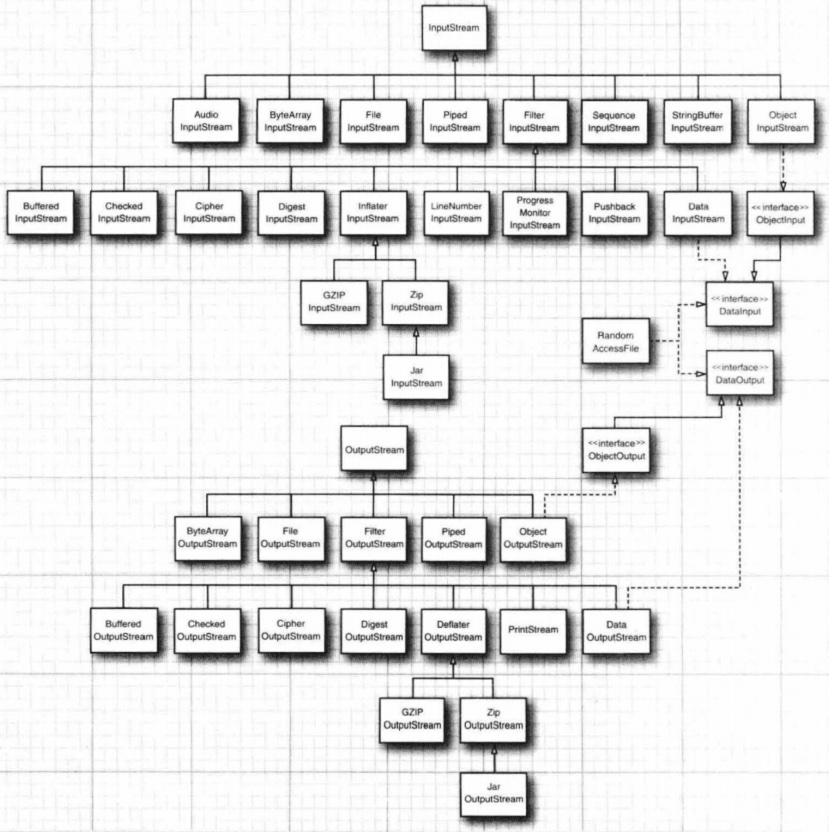 InputStream
Audio
InputStream
ByteArray
InputStream
File
InputStream
Piped
InputStream
Filter
InputStream
Sequence
InputStream
StringBuffer
InputStream
Object
InputStream
Buffered
InputStream
Checked
InputStream
Cipher
InputStream
Digest
InputStream
Inflater
InputStream
LineNumber
InputStream
Progress
Monitor
InputStream
Pushback
InputStream
Data
InputStream
<< interface >>
ObjectInput
GZIP
InputStream
Zip
InputStream
<< interface >>
DataInput
Random
AccessFile
Jar
InputStream
<<interface>>
DataOutput
OutputStream
<<interface>>
ObjectOutput
ByteArray
OutputStream
File
OutputStream
Filter
OutputStream
Piped
OutputStream
Object
OutputStream
Buffered
OutputStream
Checked
OutputStream
Cipher
OutputStream
Digest
OutputStream
Deflater
OutputStream
PrintStream
Data
OutputStream
GZIP
OutputStream
Zip
OutputStream
Jar
OutputStream